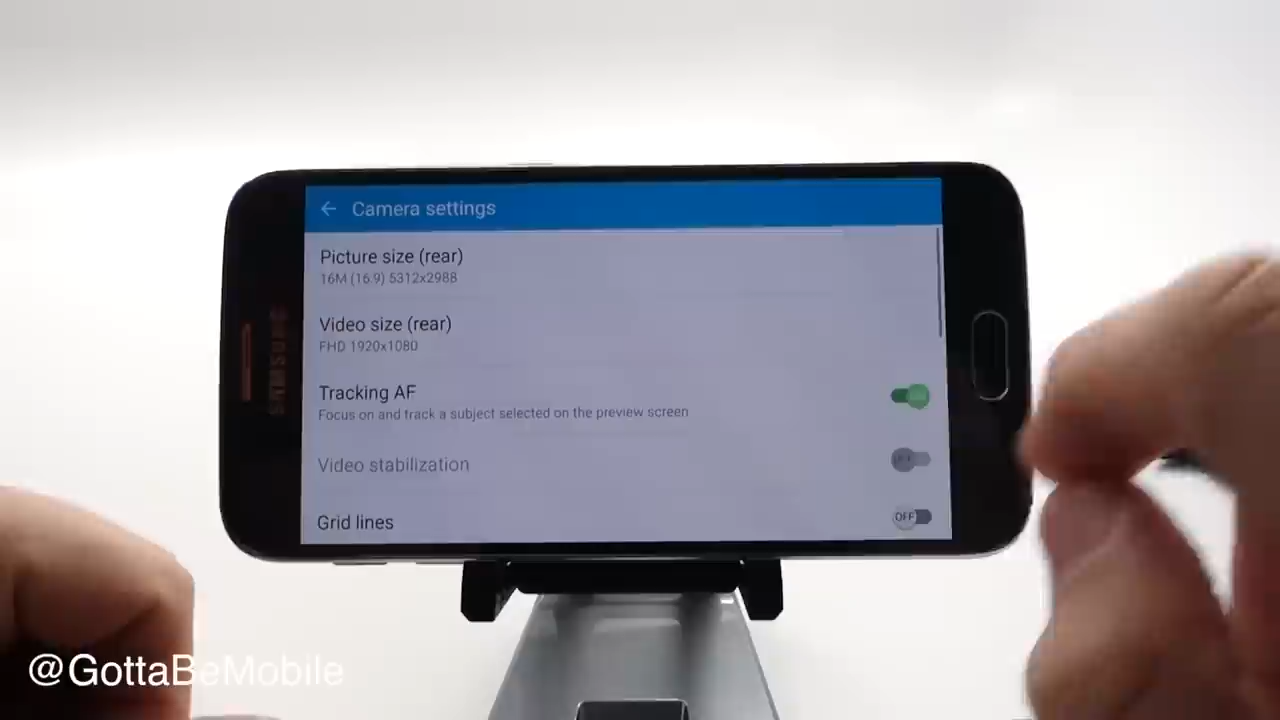 Camera settings
Picture size (rear)
16M (16:9) 5312x2988
Video size (rear)
FHD 1920x1080
Tracking AF
Focus on and track a subject selected on the preview screen
Video stabilization
OFF
Grid lines
OFF
SAMSUNG
@GottaBeMobile